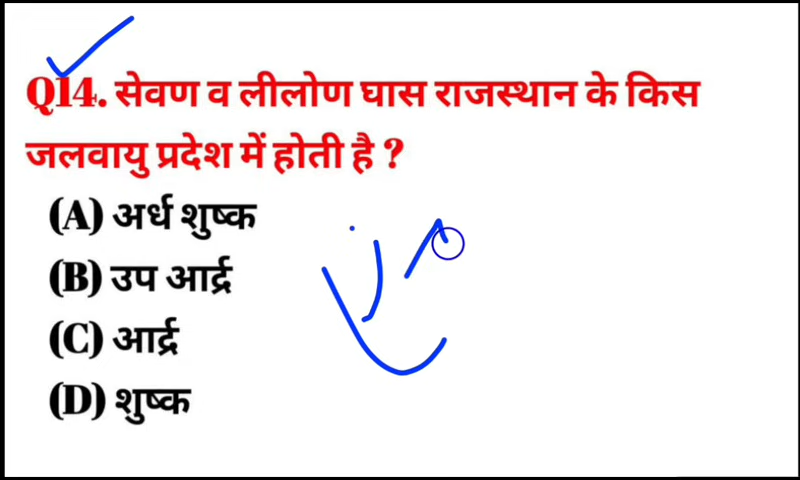 Q14. सेवण व लीलोण घास राजस्थान के किस
जलवायु प्रदेश में होती है ?
(A) अर्ध शुष्क
(B) उप आर्द्र
(C) आर्द्र
(D) शुष्क